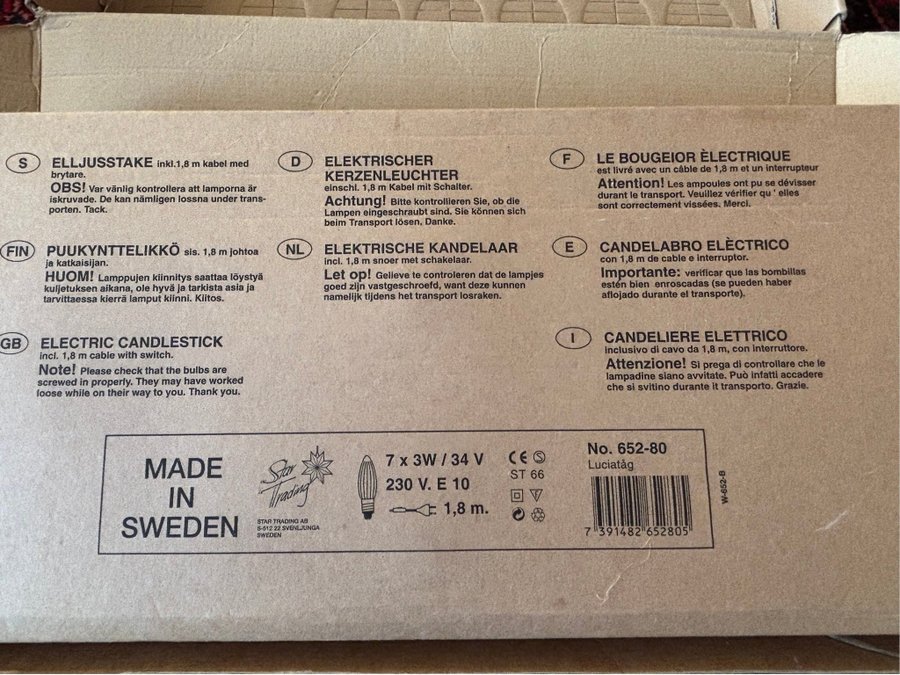 S
ELLJUSSTAKE inkl.1,8 m kabel med
brytare.
OBS! Var vänlig kontrollera att lamporna är
iskruvade. De kan nämligen lossna under trans-
porten. Tack.
D
ELEKTRISCHER
KERZENLEUCHTER
einschl. 1,8 m Kabel mit Schalter.
Achtung! Bitte kontrollieren Sie, ob die
Lampen eingeschraubt sind. Sie können sich
beim Transport lösen. Danke.
F
LE BOUGEIOR ÈLECTRIQUE
est livré avec un câble de 1,8 m et un interrupteur
Attention! Les ampoules ont pu se dévisser
durant le transport. Veuillez vérifier qu ' elles
sont correctement vissées. Merci.
FIN
PUUKYNTTELIKKÖ sis. 1,8 m johtoa
ja katkaisijan.
HUOM! Lamppujen kiinnitys saattaa löystyä
kuljetuksen aikana, ole hyvä ja tarkista asia ja
tarvittaessa kierrä lamput kiinni. Kiitos.
NL
ELEKTRISCHE KANDELAAR
incl. 1,8 m snoer met schakelaar.
Let op! Gelieve te controleren dat de lampjes
goed zijn vastgeschroefd, want deze kunnen
namelijk tijdens het transport losraken.
E
CANDELABRO ELÈCTRICO
con 1,8 m de cable e interruptor.
Importante: verificar que las bombillas
estén bien enroscadas (se pueden haber
aflojado durante el transporte).
GB
ELECTRIC CANDLESTICK
incl. 1,8 m cable with switch.
Note! Please check that the bulbs are
screwed in properly. They may have worked
loose while on their way to you. Thank you.
I
CANDELIERE ELETTRICO
inclusivo di cavo da 1,8 m, con interruttore.
Attenzione! Si prega di controllare che le
lampadine siano avvitate. Può infatti accadere
che si svitino durante it transporto. Grazie.
MADE
IN
SWEDEN
Star
Trading
STAR TRADING AB
S-512 22 SVENLJUNGA
SWEDEN
7 x 3W / 34 V
230 V. E 10
1,8 m.
CE S
ST 66
No. 652-80
Luciatåg
7 391482 652805
W-652-B